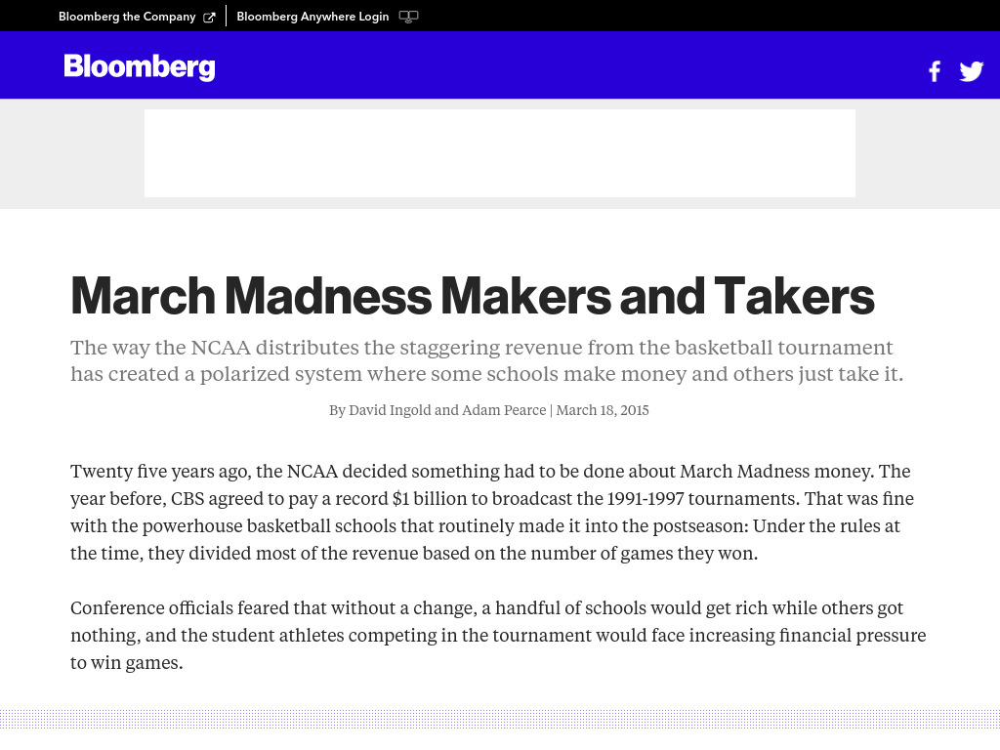 Bloomberg the Company
Bloomberg Anywhere Login
Bloomberg
March Madness Makers and Takers
The way the NCAA distributes the staggering revenue from the basketball tournament
has created a polarized system where some schools make money and others just take it.
By David Ingold and Adam Pearce | March 18, 2015
Twenty five years ago, the NCAA decided something had to be done about March Madness money. The
year before, CBS agreed to pay a record $1 billion to broadcast the 1991-1997 tournaments. That was fine
with the powerhouse basketball schools that routinely made it into the postseason: Under the rules at
the time, they divided most of the revenue based on the number of games they won.
Conference officials feared that without a change, a handful of schools would get rich while others got
nothing, and the student athletes competing in the tournament would face increasing financial pressure
to win games.